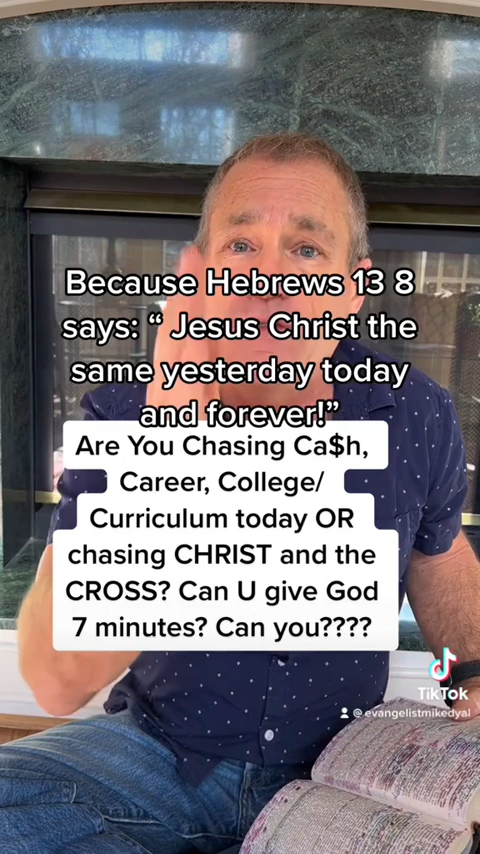 Because Hebrews 13 8
says: “ Jesus Christ the
same yesterday today
and forever!”
Are You Chasing Ca$h,
Career, College/
Curriculum today OR
chasing CHRIST and the
CROSS? Can U give God
7 minutes? Can you????
TikTok
@evangelistmikedyal